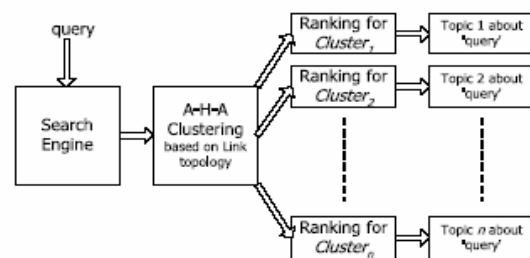 query
Search
Engine
A-H-A
Clustering
based on Link
topology
Ranking for
Cluster1
Topic 1 about
'query'
Ranking for
Cluster2
Topic 2 about
'query'
Ranking for
Clustern
Topic n about
'query'